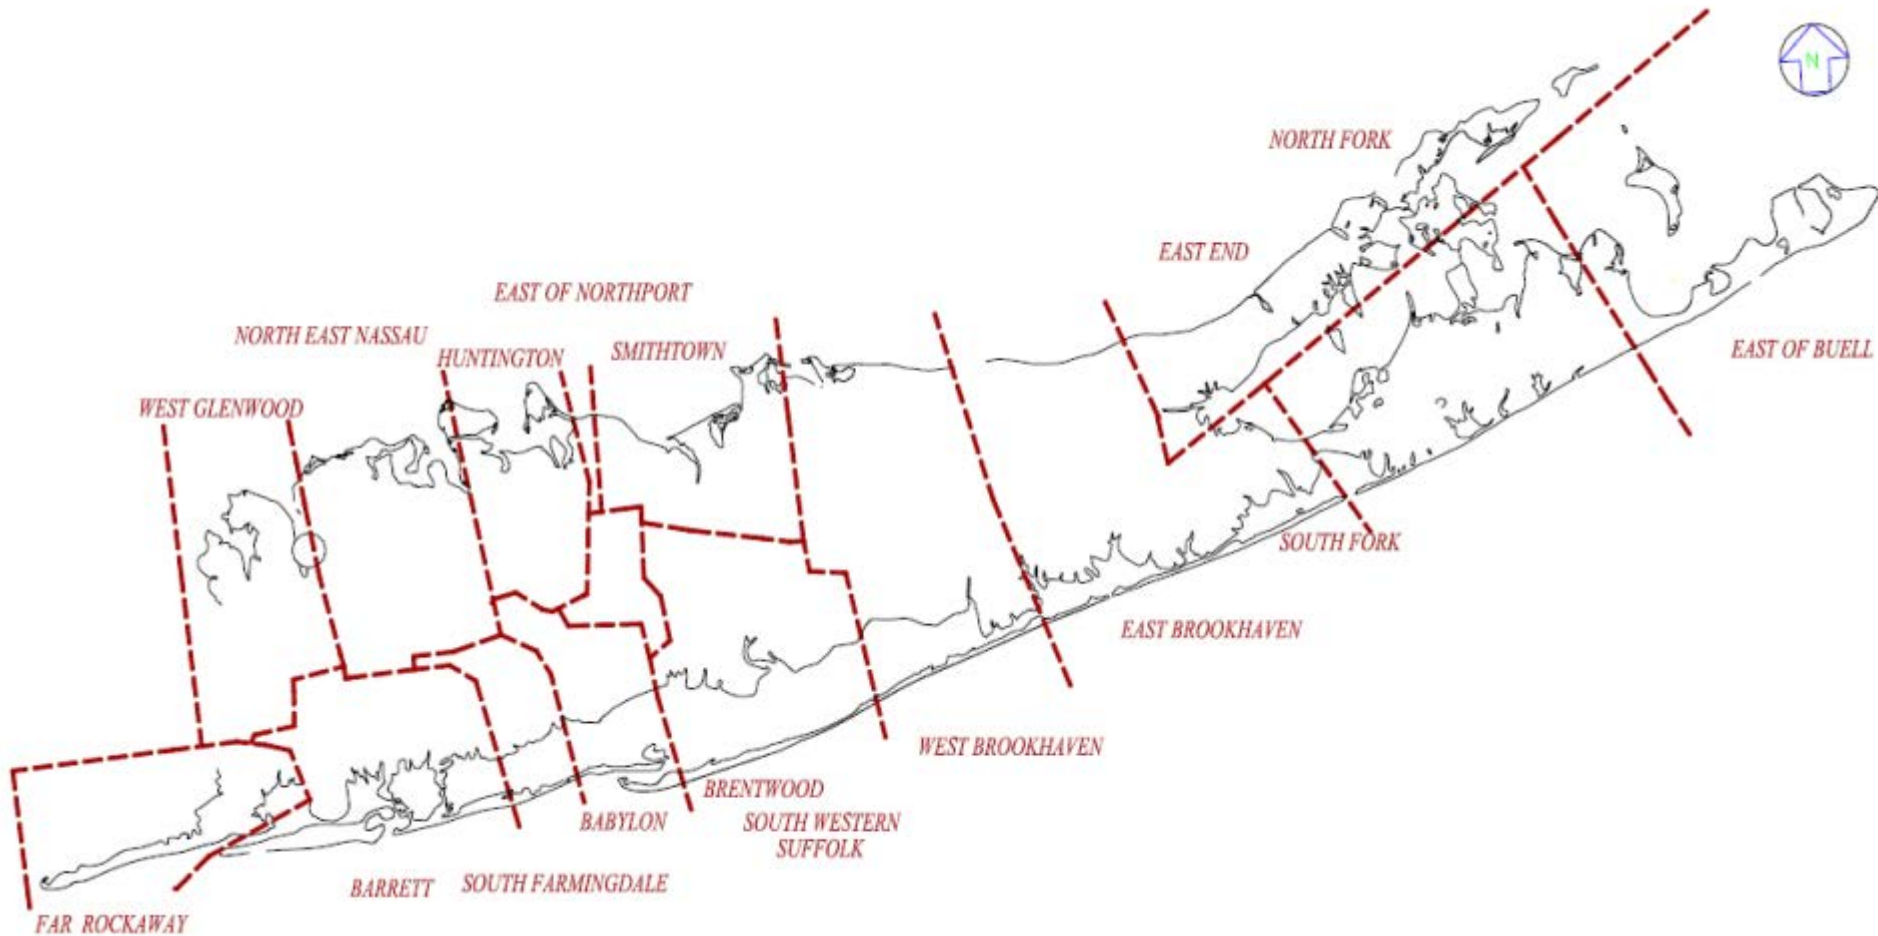 N
NORTH FORK
EAST END
EAST OF NORTHPORT
NORTH EAST NASSAU
HUNTINGTON
SMITHTOWN
EAST OF BUELL
WEST GLENWOOD
SOUTH FORK
EAST BROOKHAVEN
WEST BROOKHAVEN
BRENTWOOD
BABYLON
SOUTH WESTERN
SUFFOLK
BARRETT
SOUTH FARMINGDALE
FAR ROCKAWAY